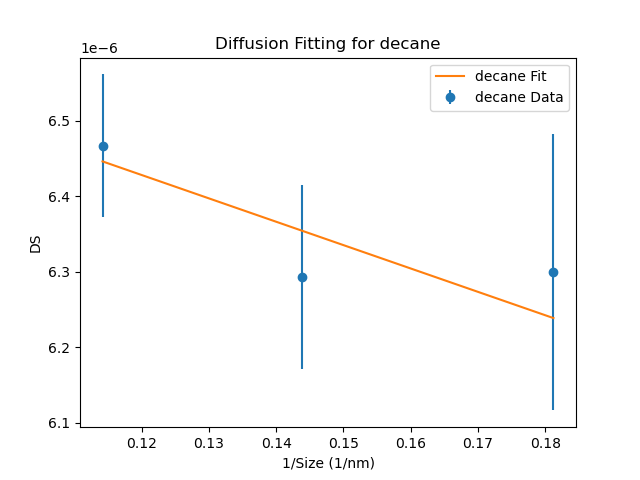 Diffusion Fitting for decane
1e−6
decane Fit
decane Data
6.5
6.4
6.3
6.2
6.1
DS
0.12 0.13 0.14 0.15 0.16 0.17 0.18
1/Size (1/nm)